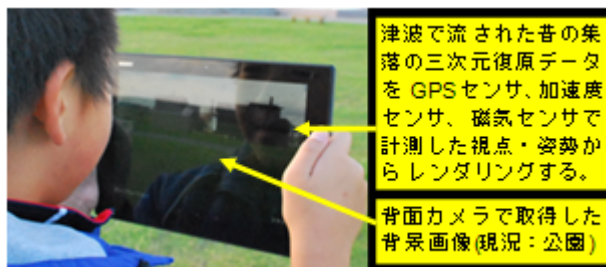 津波で流された昔の集
落の三次元復原データ
を GPSセンサ、加速度
センサ、磁気センサで
計測した視点・姿勢か
らレンダリングする。
背面カメラで取得した
背景画像(現況：公園)